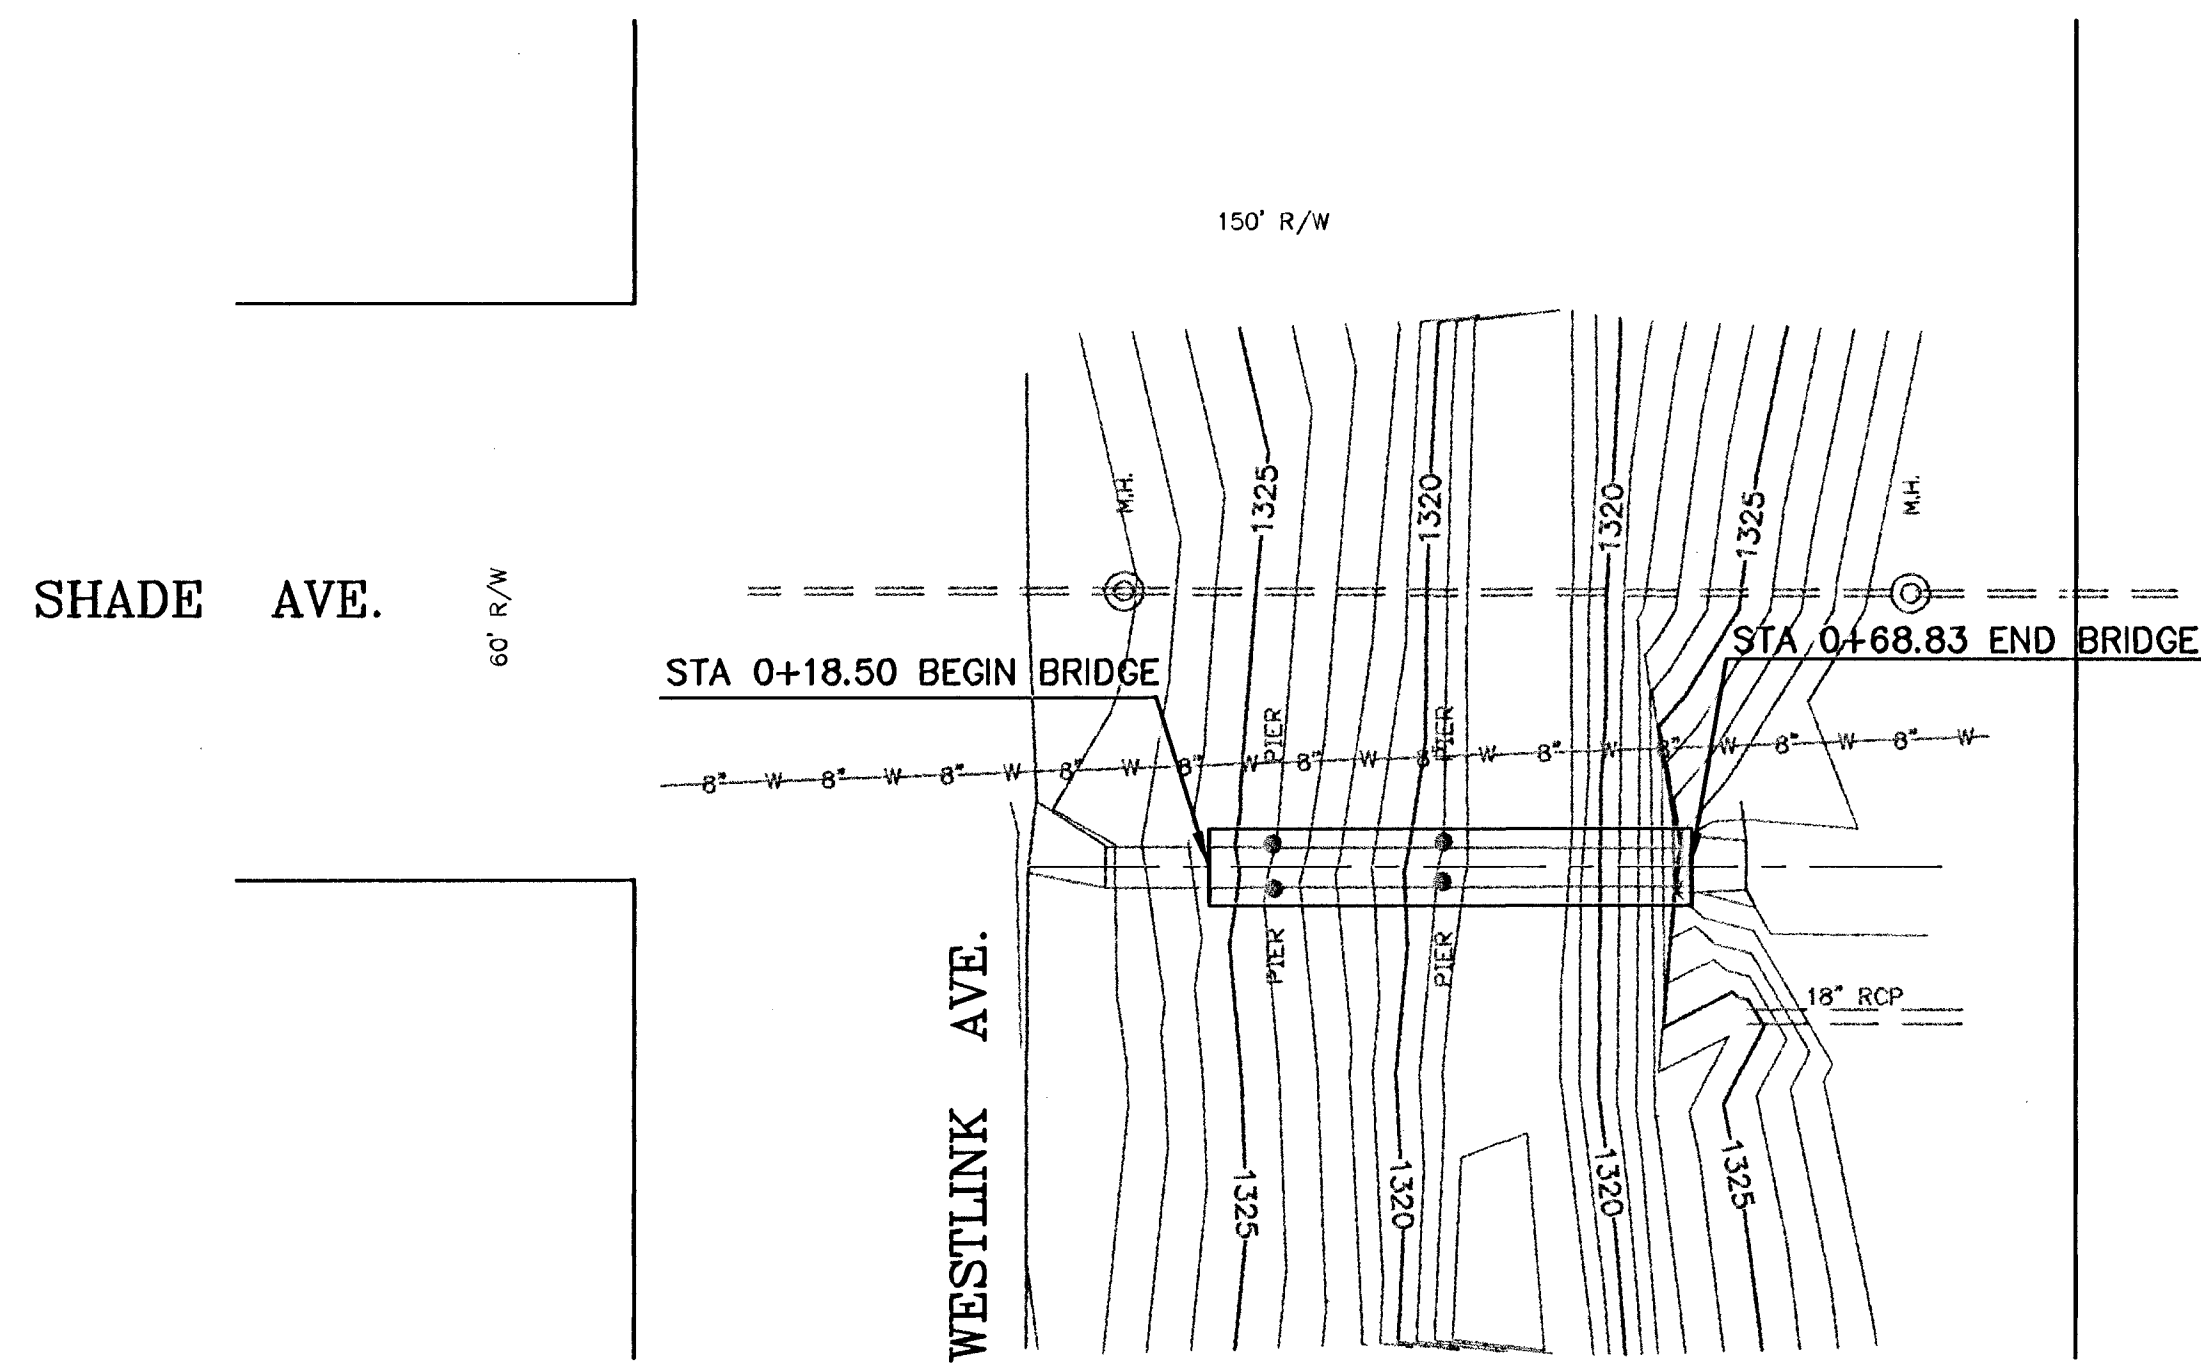 150' R/W
M.H.
M.H.
1325
1320
1320
1325
SHADE AVE.
60' R/W
STA 0+18.50 BEGIN BRIDGE
STA 0+68.83 END BRIDGE
PIER
PIER
8" W 8" W 8" W 8" W 8" W 8" W 8" W 8" W 8" W 8" W 8" W
PIER
PIER
WESTLINK AVE.
18" RCP
1325
1320
1320
1325